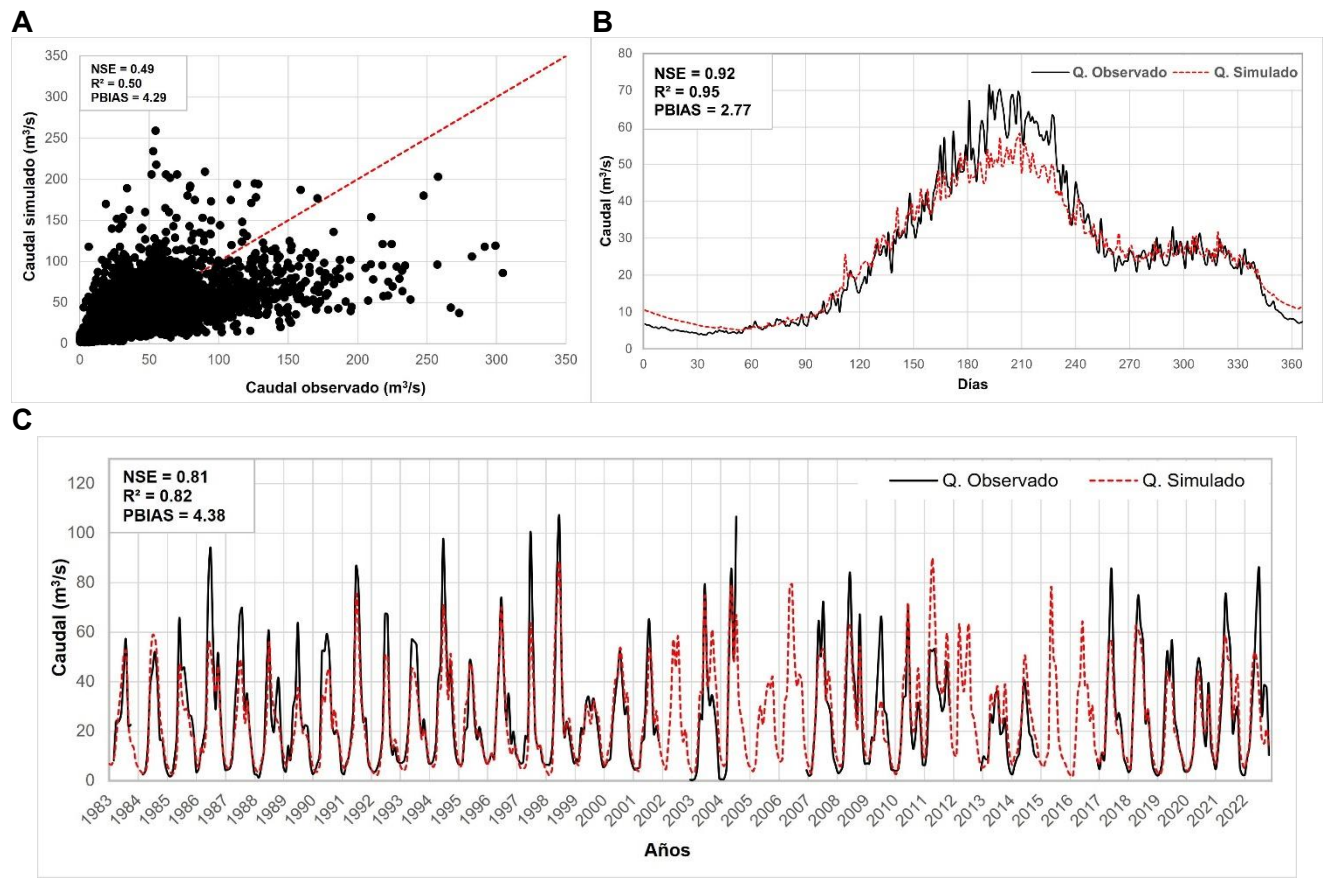 A
B
350
300
250
200
150
100
50
0
NSE = 0.49
R² = 0.50
PBIAS = 4.29
Caudal simulado (m³/s)
0 50 100 150 200 250 300 350
Caudal observado (m³/s)
80
70
60
50
40
30
20
10
0
NSE = 0.92
R² = 0.95
PBIAS = 2.77
Q. Observado Q. Simulado
Caudal (m³/s)
0 30 60 90 120 150 180 210 240 270 300 330 360
Días
C
120
100
80
60
40
20
0
NSE = 0.81
R² = 0.82
PBIAS = 4.38
Q. Observado Q. Simulado
Caudal (m³/s)
1983 1984 1985 1986 1987 1988 1989 1990 1991 1992 1993 1994 1995 1996 1997 1998 1999 2000 2001 2002 2003 2004 2005 2006 2007 2008 2009 2010 2011 2012 2013 2014 2015 2016 2017 2018 2019 2020 2021 2022
Años